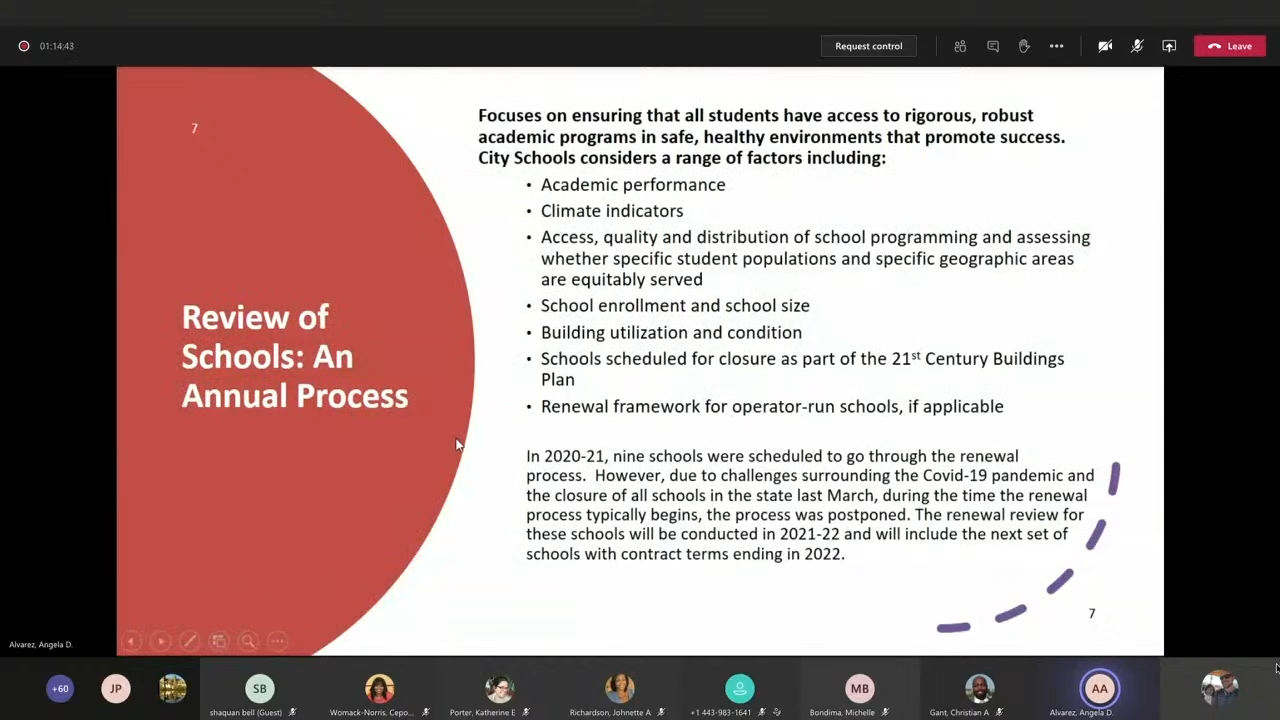 01:14:43
Request control
Leave
7
Focuses on ensuring that all students have access to rigorous, robust
academic programs in safe, healthy environments that promote success.
City Schools considers a range of factors including:
• Academic performance
• Climate indicators
• Access, quality and distribution of school programming and assessing
whether specific student populations and specific geographic areas
are equitably served
• School enrollment and school size
• Building utilization and condition
• Schools scheduled for closure as part of the 21st Century Buildings
Plan
• Renewal framework for operator-run schools, if applicable
Review of
Schools: An
Annual Process
In 2020-21, nine schools were scheduled to go through the renewal
process. However, due to challenges surrounding the Covid-19 pandemic and
the closure of all schools in the state last March, during the time the renewal
process typically begins, the process was postponed. The renewal review for
these schools will be conducted in 2021-22 and will include the next set of
schools with contract terms ending in 2022.
7
Alvarez, Angela D.
+60
JP
SB
MB
AA
shaquan bell (Guest)
Womack-Norris, Cepo...
Porter, Katherine E
Richardson, Johnette A
+1 443-983-1641
Bondima, Michelle
Gant, Christian A
Alvarez, Angela D.